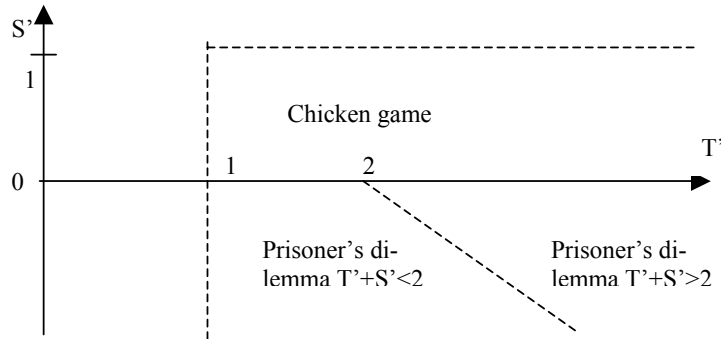 S’
1
Chicken game
T’
0
1
2
Prisoner’s di-
lemma T’+S’<2
Prisoner’s di-
lemma T’+S’>2